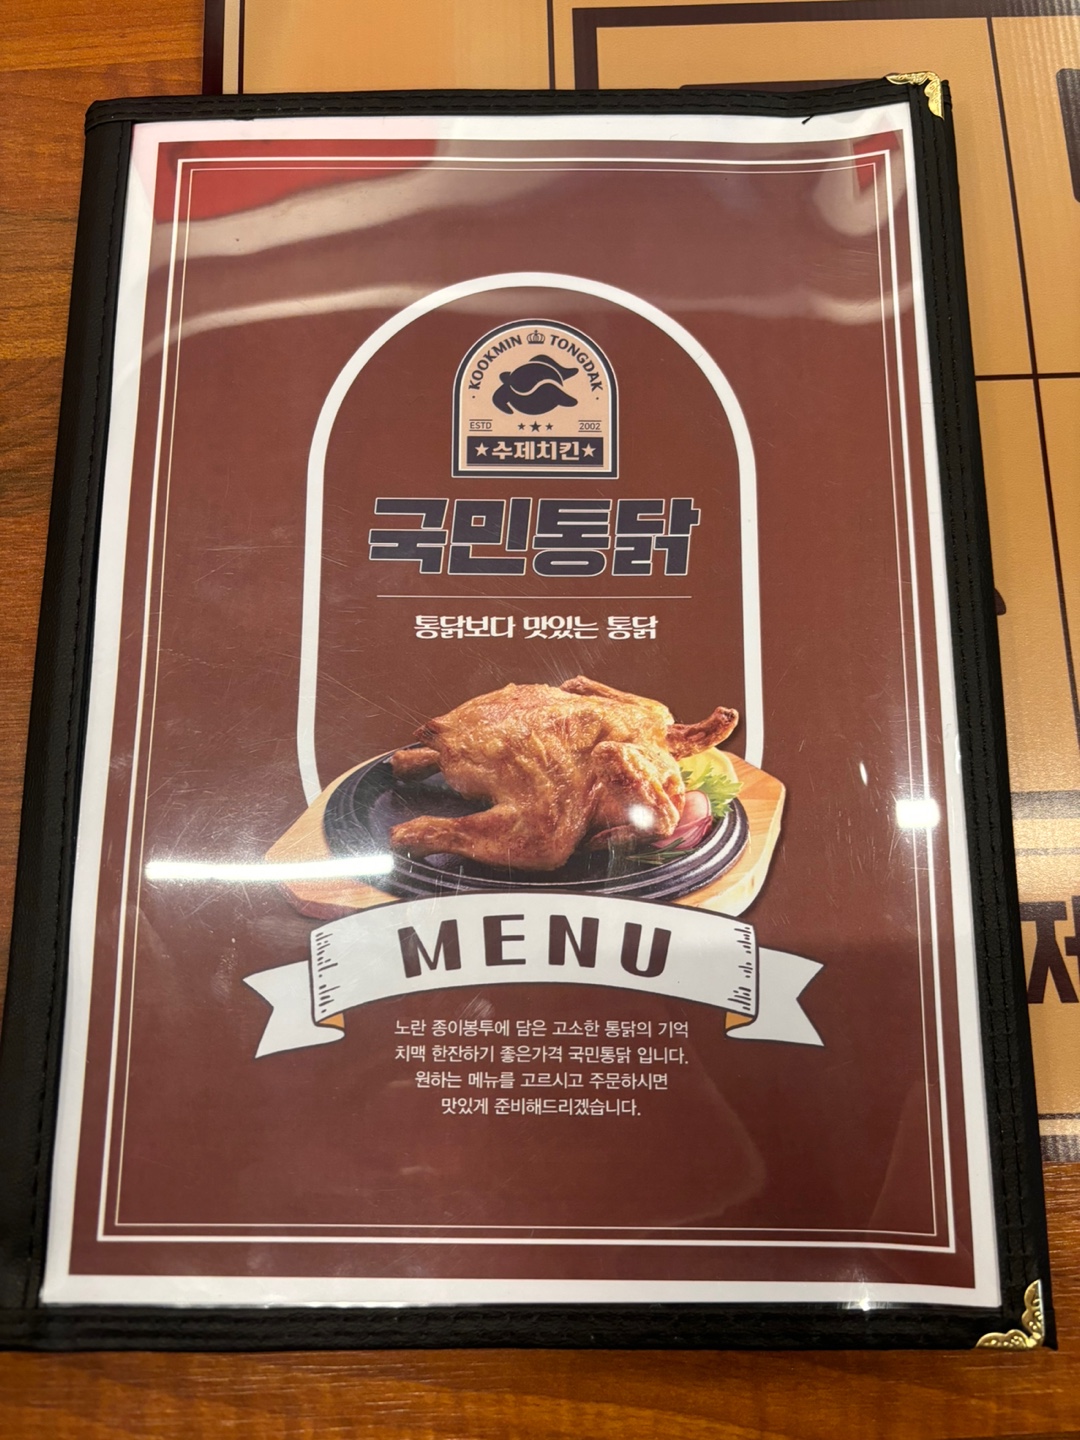 KOOKMIN TONGDAK
ESTD 2002
수제치킨
국민통닭
통닭보다 맛있는 통닭
MENU
노란 종이봉투에 담은 고소한 통닭의 기억
치맥 한잔하기 좋은가격 국민통닭 입니다.
원하는 메뉴를 고르시고 주문하시면
맛있게 준비해드리겠습니다.